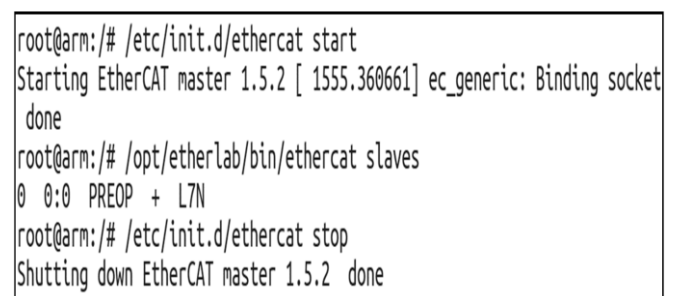 root@arm:/# /etc/init.d/ethercat start
Starting EtherCAT master 1.5.2 [ 1555.360661] ec_generic: Binding socket
done
root@arm:/# /opt/etherlab/bin/ethercat slaves
0 0:0 PREOP + L7N
root@arm:/# /etc/init.d/ethercat stop
Shutting down EtherCAT master 1.5.2 done